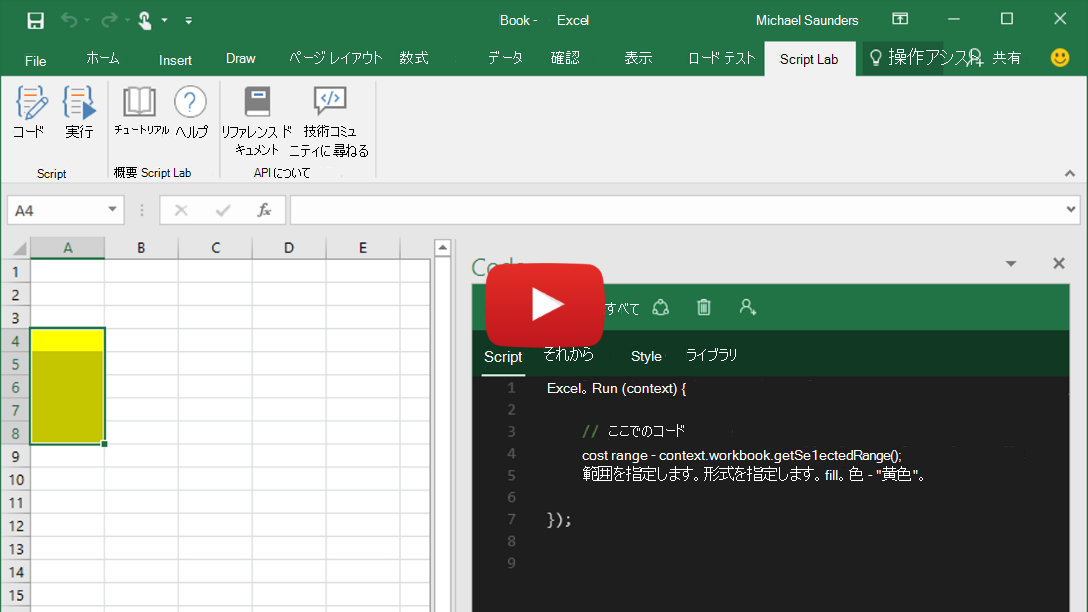 Book - Excel
Michael Saunders
File ホーム Insert Draw ページ レイアウト 数式 データ 確認 表示 ロード テスト Script Lab 操作アシス 共有
コード 実行 チュートリアル ヘルプ リファレンス ド
キュメント 技術コミュ
ニティに尋ねる
Script 概要 Script Lab APIについて
A4 fx
A B C D E
1
2
3
4
5
6
7
8
9
10
11
12
13
14
15
すべて
Script それから Style ライブラリ
1 Excel。Run (context) {
2
3 // ここでのコード
4 cost range - context.workbook.getSe1ectedRange();
5 範囲を指定します。形式を指定します。fill。色 - "黄色"。
6
7 });
8
9